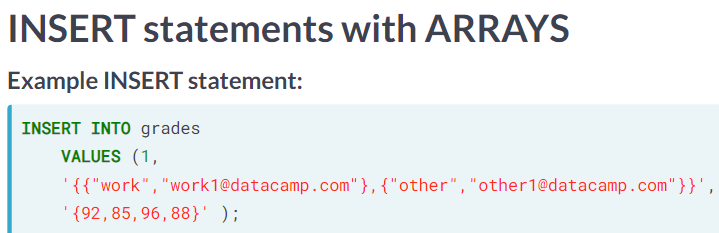 INSERT statements with ARRAYS
Example INSERT statement:
INSERT INTO grades
VALUES (1,
'{{"work","work1@datacamp.com"},{"other","other1@datacamp.com"}}',
'{92,85,96,88}' );